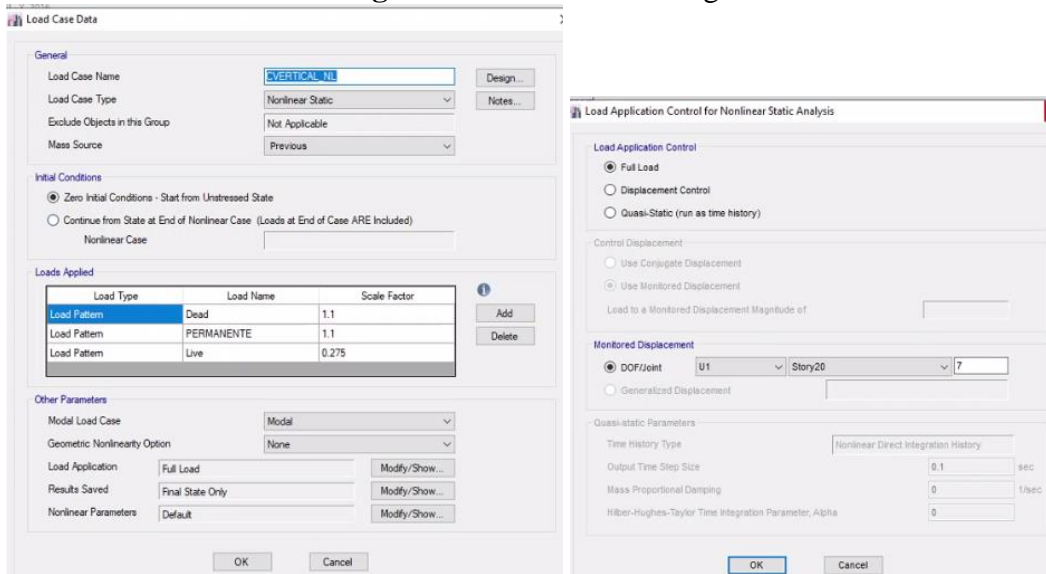 Load Case Data
General
Load Case Name CVERTICAL_NL Design...
Load Case Type Nonlinear Static Notes...
Exclude Objects in this Group Not Applicable
Mass Source Previous
Initial Conditions
Zero Initial Conditions - Start from Unstressed State
Continue from State at End of Nonlinear Case (Loads at End of Case ARE Included)
Nonlinear Case
Loads Applied
Load Type Load Name Scale Factor
Load Pattern Dead 1.1 Add
Load Pattern PERMANENTE 1.1 Delete
Load Pattern Live 0.275
Other Parameters
Modal Load Case Modal
Geometric Nonlinearity Option None
Load Application Full Load Modify/Show...
Results Saved Final State Only Modify/Show...
Nonlinear Parameters Default Modify/Show...
OK Cancel
Load Application Control for Nonlinear Static Analysis
Load Application Control
Full Load
Displacement Control
Quasi-Static (run as time history)
Control Displacement
Use Conjugate Displacement
Use Monitored Displacement
Load to a Monitored Displacement Magnitude of
Monitored Displacement
DOF/Joint U1 Story20 7
Generalized Displacement
Quasi-static Parameters
Time History Type Nonlinear Direct Integration History
Output Time Step Size 0.1 sec
Mass Proportional Damping 0 1/sec
Hilber-Hughes-Taylor Time Integration Parameter, Alpha 0
OK Cancel